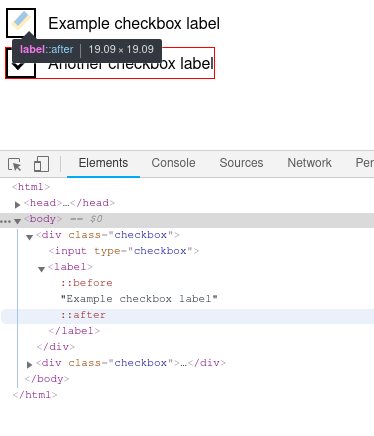 Example checkbox label
label::after | 19.09 × 19.09
Another checkbox label
Elements Console Sources Network Per
<html>
<head>…</head>
… <body> == $0
<div class="checkbox">
<input type="checkbox">
<label>
::before
"Example checkbox label"
::after
</label>
</div>
<div class="checkbox">…</div>
</body>
</html>